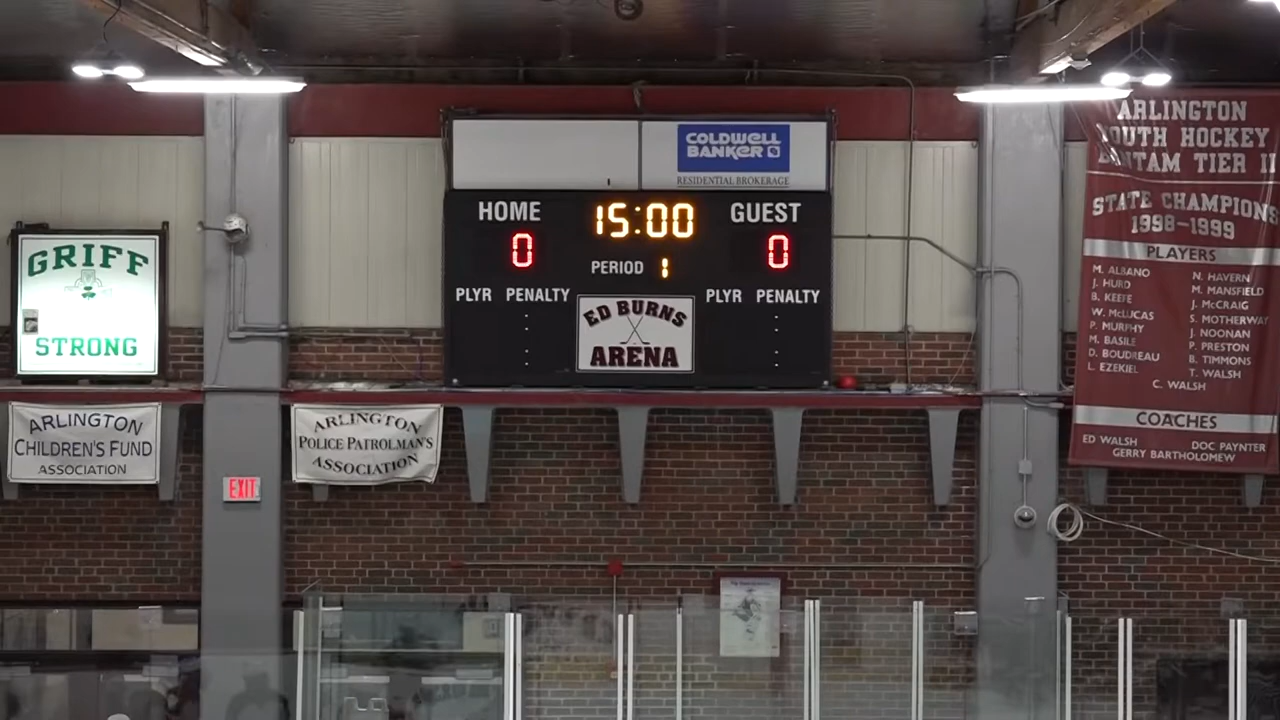 COLDWELL
BANKER
RESIDENTIAL BROKERAGE
HOME
15:00
GUEST
0
0
PERIOD 1
PLYR PENALTY
PLYR PENALTY
ED BURNS
ARENA
GRIFF
STRONG
ARLINGTON
CHILDREN'S FUND
ASSOCIATION
ARLINGTON
POLICE PATROLMAN'S
ASSOCIATION
EXIT
ARLINGTON
YOUTH HOCKEY
BANTAM TIER II
STATE CHAMPIONS
1998-1999
PLAYERS
M. ALBANO
J. HURD
B. KEEFE
W. McLUCAS
P. MURPHY
M. BASILE
D. BOUDREAU
L. EZEKIEL
N. HAVERN
M. MANSFIELD
J. McCRAIG
S. MOTHERWAY
J. NOONAN
P. PRESTON
B. TIMMONS
T. WALSH
C. WALSH
COACHES
ED WALSH
DOC PAYNTER
GERRY BARTHOLOMEW